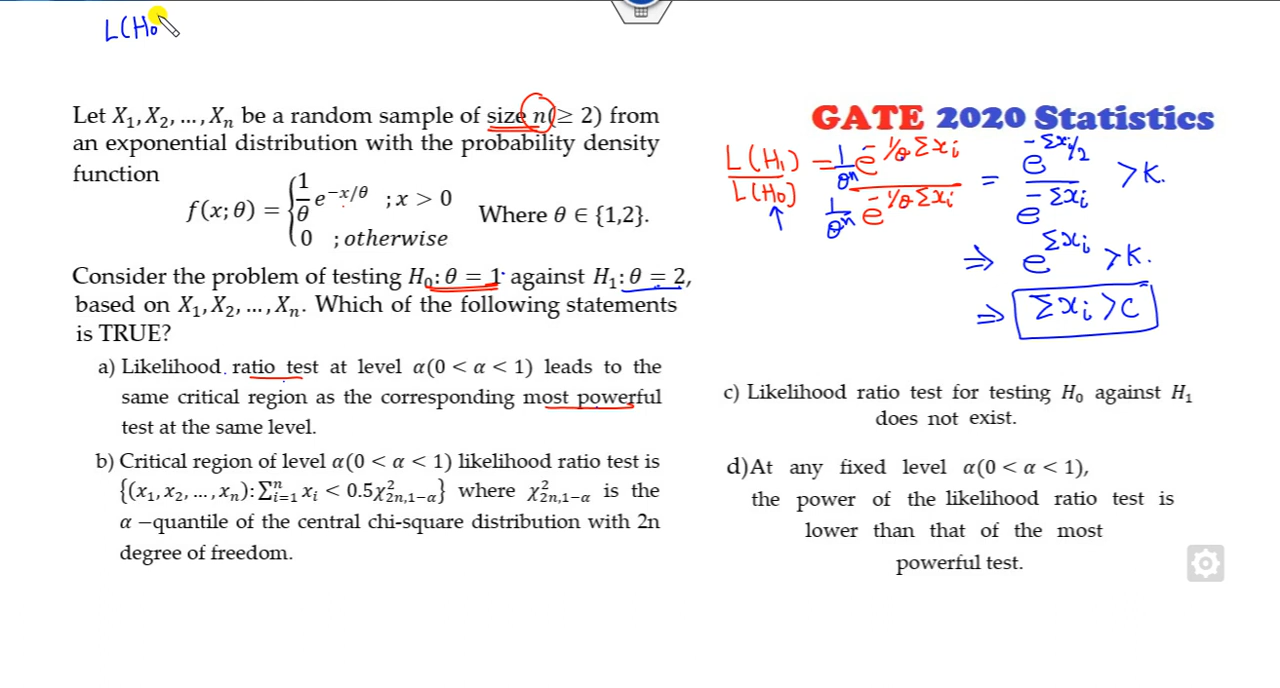 L(H₀
Let X₁, X₂, ..., Xₙ be a random sample of size n(≥ 2) from
an exponential distribution with the probability density
function
f(x; θ) = { 1/θ e^(−x/θ) ; x > 0
0 ; otherwise
Where θ ∈ {1,2}.
Consider the problem of testing H₀: θ = 1 against H₁: θ = 2,
based on X₁, X₂, ..., Xₙ. Which of the following statements
is TRUE?
a) Likelihood ratio test at level α(0 < α < 1) leads to the
same critical region as the corresponding most powerful
test at the same level.
b) Critical region of level α(0 < α < 1) likelihood ratio test is
{(x₁, x₂, ..., xₙ): Σⁿᵢ₌₁ xᵢ < 0.5χ²₂ₙ,₁₋α} where χ²₂ₙ,₁₋α is the
α −quantile of the central chi-square distribution with 2n
degree of freedom.
GATE 2020 Statistics
L(H₁)/L(H₀) = (1/θⁿ e^(−1/θ Σxᵢ))/(1/θⁿ e^(−1/θ Σxᵢ)) = e^(−Σxᵢ/2)/e^(−Σxᵢ) > K.
⇒ e^(Σxᵢ) > K.
⇒ Σxᵢ > C
c) Likelihood ratio test for testing H₀ against H₁
does not exist.
d)At any fixed level α(0 < α < 1),
the power of the likelihood ratio test is
lower than that of the most
powerful test.